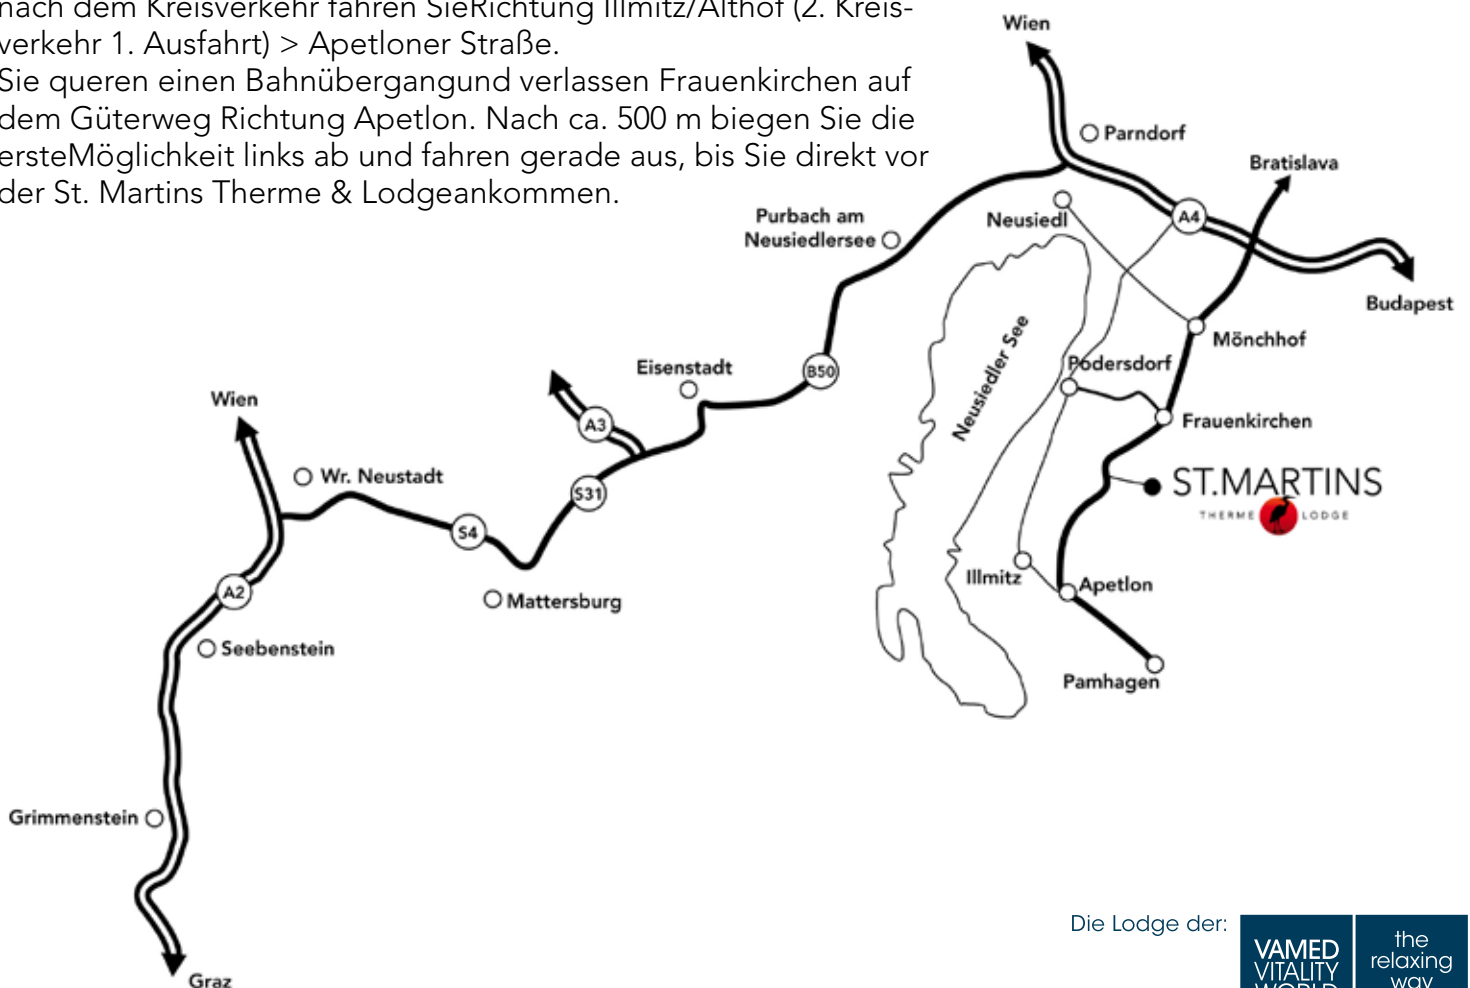 nach dem Kreisverkehr fahren SieRichtung Illmitz/Althof (2. Kreis-
verkehr 1. Ausfahrt) > Apetloner Straße.
Sie queren einen Bahnübergangund verlassen Frauenkirchen auf
dem Güterweg Richtung Apetlon. Nach ca. 500 m biegen Sie die
ersteMöglichkeit links ab und fahren gerade aus, bis Sie direkt vor
der St. Martins Therme & Lodgeankommen.
Wien
Parndorf
Bratislava
Purbach am
Neusiedlersee
Neusiedl
A4
Budapest
Mönchhof
Neusiedler See
Podersdorf
Eisenstadt
B50
Wien
A3
Frauenkirchen
Wr. Neustadt
ST.MARTINS
THERME LODGE
S31
S4
Illmitz
Apetlon
A2
Mattersburg
Seebenstein
Pamhagen
Grimmenstein
Graz
Die Lodge der:
VAMED
VITALITY
WORLD
the
relaxing
way